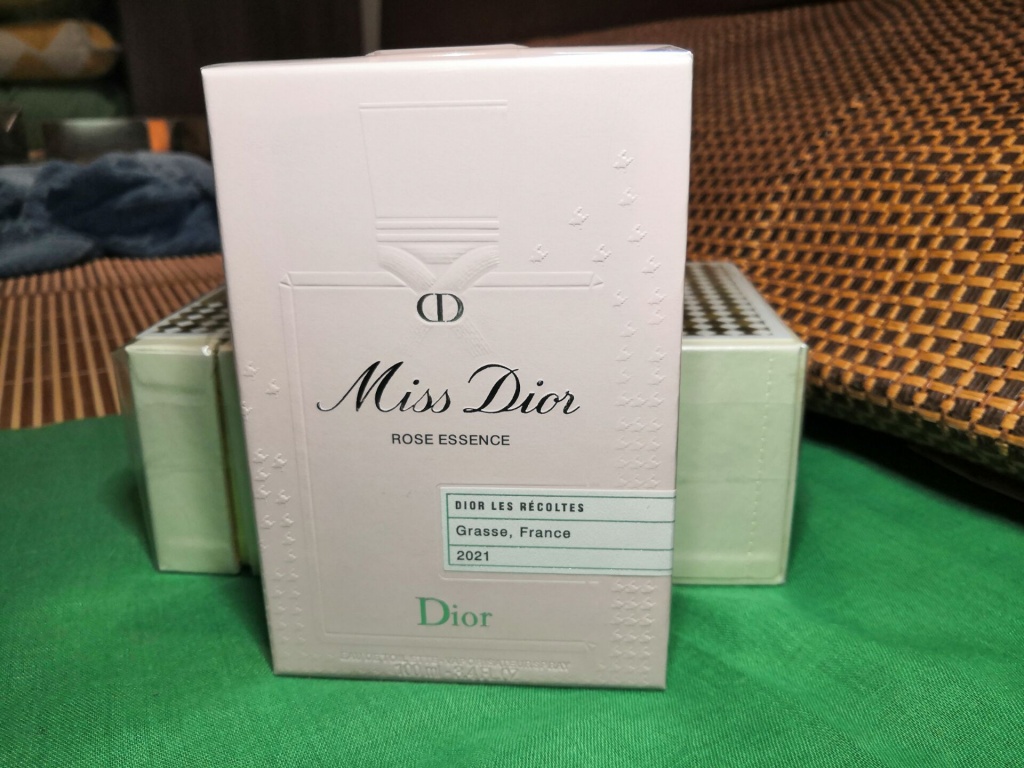 CD
Miss Dior
ROSE ESSENCE
DIOR LES RÉCOLTES
Grasse, France
2021
Dior